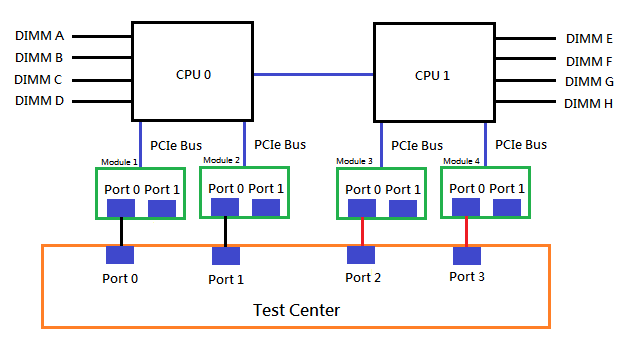 DIMM A
DIMM B
DIMM C
DIMM D
CPU 0
CPU 1
DIMM E
DIMM F
DIMM G
DIMM H
PCIe Bus
PCIe Bus
PCIe Bus
PCIe Bus
Module 1
Module 2
Module 3
Module 4
Port 0 Port 1
Port 0 Port 1
Port 0 Port 1
Port 0 Port 1
Port 0
Port 1
Port 2
Port 3
Test Center